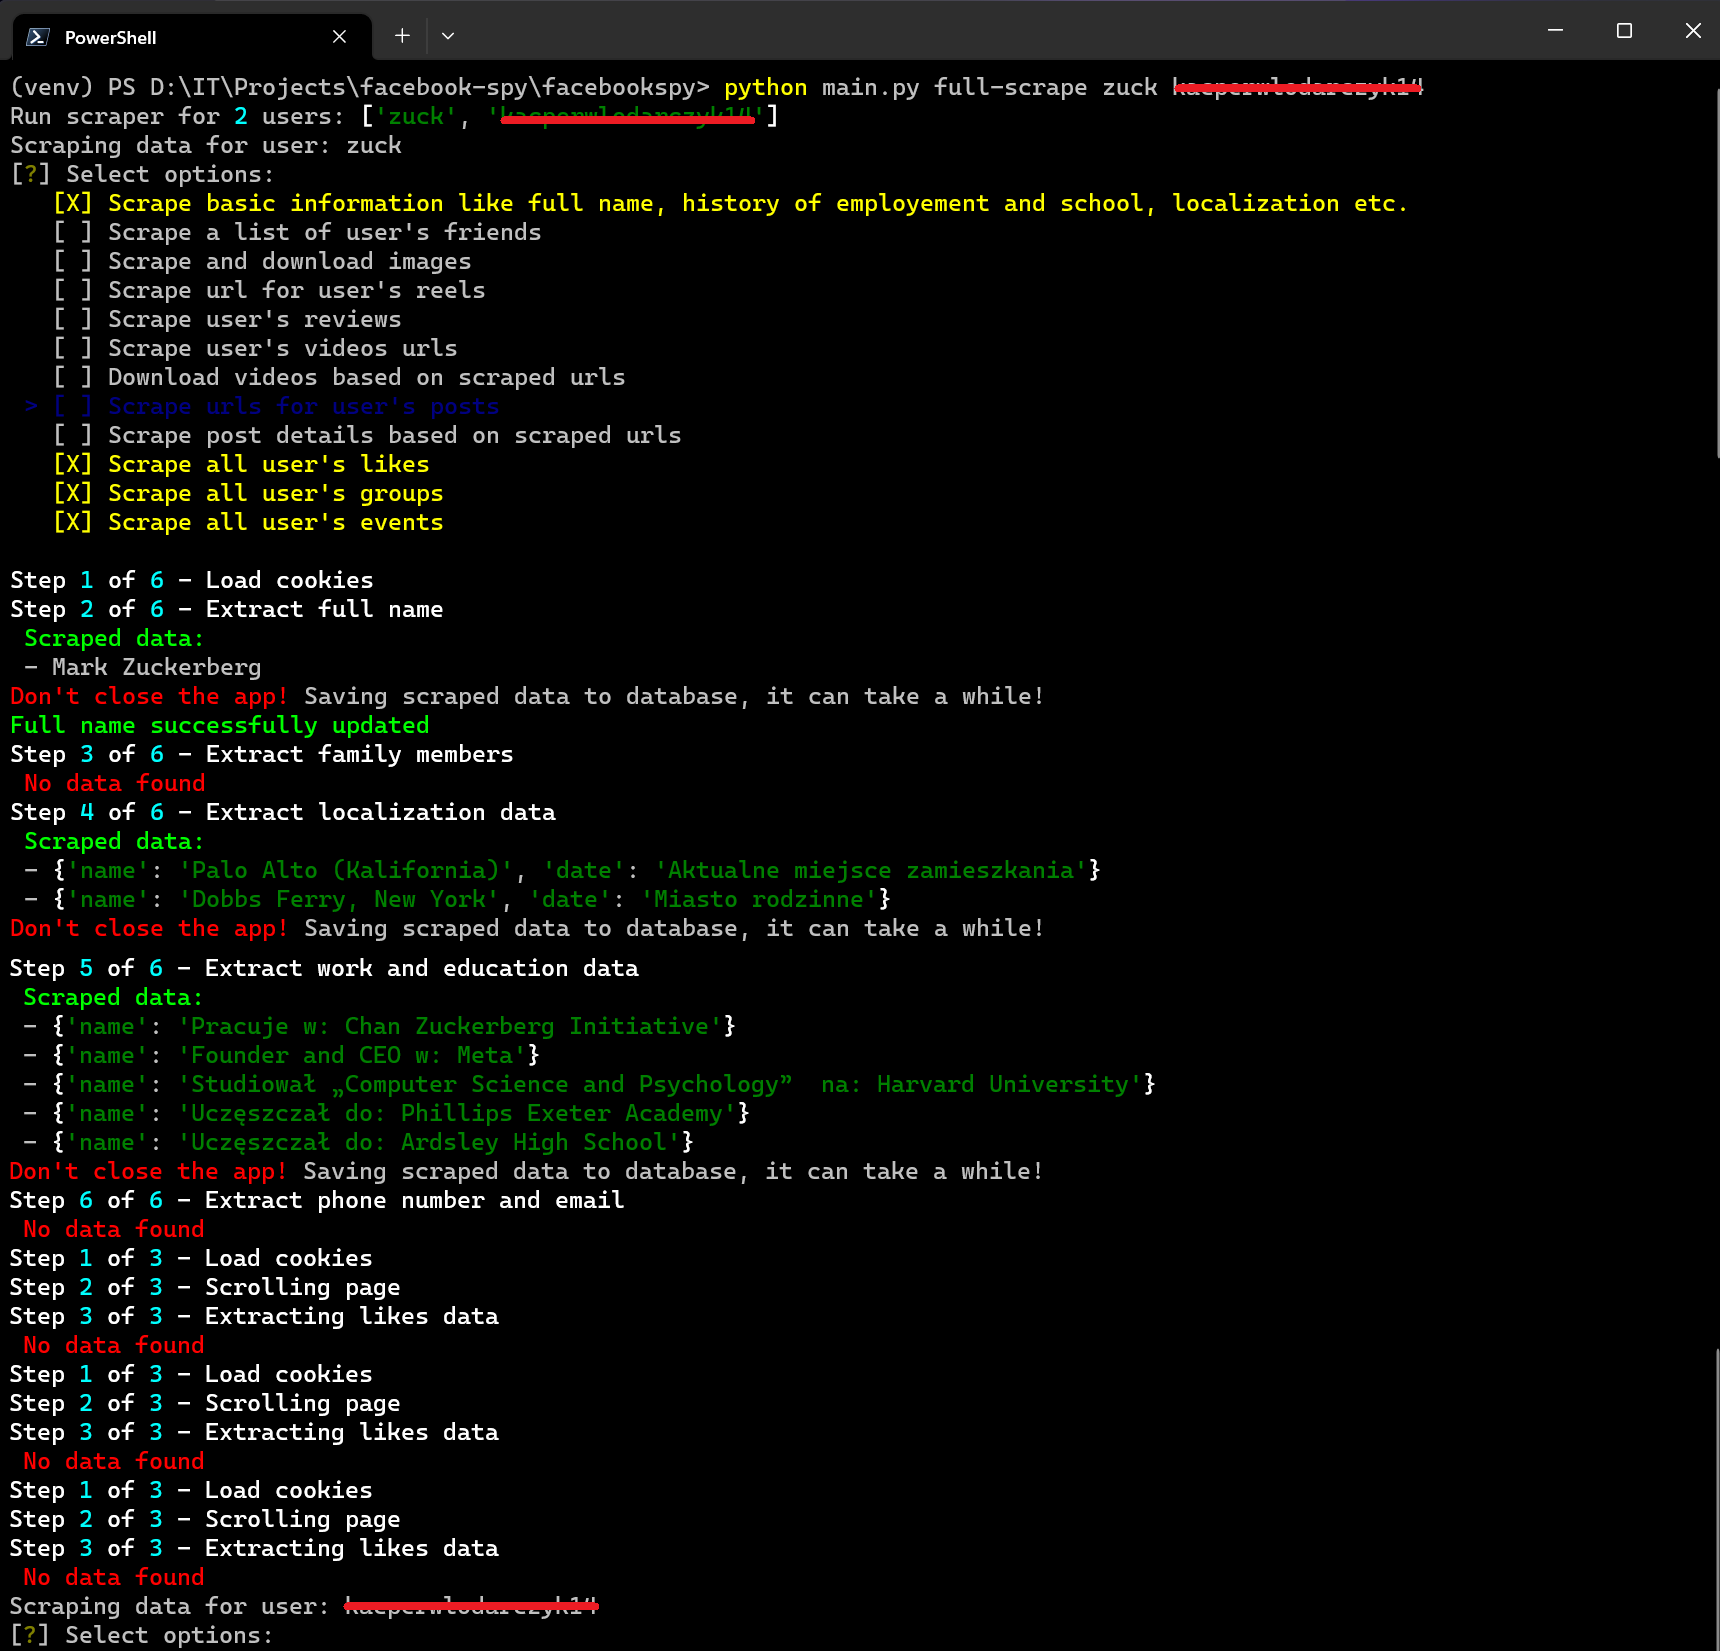 PowerShell
(venv) PS D:\IT\Projects\facebook-spy\facebookspy> python main.py full-scrape zuck
Run scraper for 2 users: ['zuck', '']
Scraping data for user: zuck
[?] Select options:
[X] Scrape basic information like full name, history of employement and school, localization etc.
[ ] Scrape a list of user's friends
[ ] Scrape and download images
[ ] Scrape url for user's reels
[ ] Scrape user's reviews
[ ] Scrape user's videos urls
[ ] Download videos based on scraped urls
> [ ] Scrape urls for user's posts
[ ] Scrape post details based on scraped urls
[X] Scrape all user's likes
[X] Scrape all user's groups
[X] Scrape all user's events
Step 1 of 6 - Load cookies
Step 2 of 6 - Extract full name
Scraped data:
- Mark Zuckerberg
Don't close the app! Saving scraped data to database, it can take a while!
Full name successfully updated
Step 3 of 6 - Extract family members
No data found
Step 4 of 6 - Extract localization data
Scraped data:
- {'name': 'Palo Alto (Kalifornia)', 'date': 'Aktualne miejsce zamieszkania'}
- {'name': 'Dobbs Ferry, New York', 'date': 'Miasto rodzinne'}
Don't close the app! Saving scraped data to database, it can take a while!
Step 5 of 6 - Extract work and education data
Scraped data:
- {'name': 'Pracuje w: Chan Zuckerberg Initiative'}
- {'name': 'Founder and CEO w: Meta'}
- {'name': 'Studiował „Computer Science and Psychology”  na: Harvard University'}
- {'name': 'Uczęszczał do: Phillips Exeter Academy'}
- {'name': 'Uczęszczał do: Ardsley High School'}
Don't close the app! Saving scraped data to database, it can take a while!
Step 6 of 6 - Extract phone number and email
No data found
Step 1 of 3 - Load cookies
Step 2 of 3 - Scrolling page
Step 3 of 3 - Extracting likes data
No data found
Step 1 of 3 - Load cookies
Step 2 of 3 - Scrolling page
Step 3 of 3 - Extracting likes data
No data found
Step 1 of 3 - Load cookies
Step 2 of 3 - Scrolling page
Step 3 of 3 - Extracting likes data
No data found
Scraping data for user:
[?] Select options: